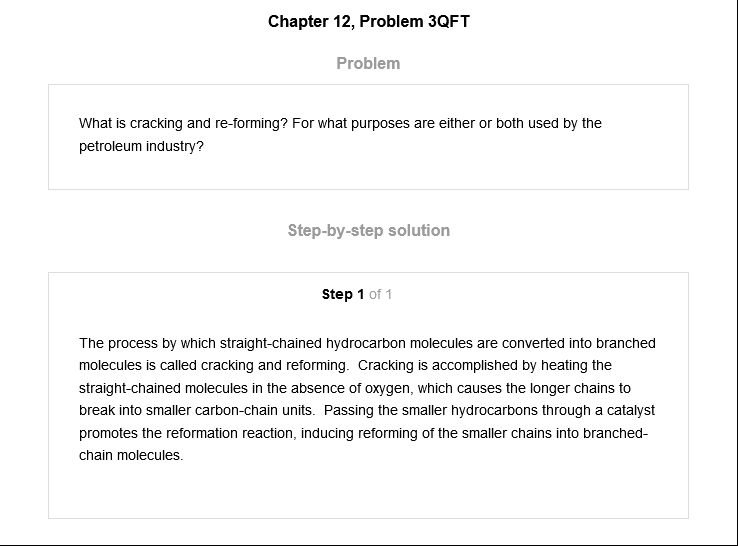 Chapter 12, Problem 3QFT
Problem
What is cracking and re-forming? For what purposes are either or both used by the
petroleum industry?
Step-by-step solution
Step 1 of 1
The process by which straight-chained hydrocarbon molecules are converted into branched
molecules is called cracking and reforming.  Cracking is accomplished by heating the
straight-chained molecules in the absence of oxygen, which causes the longer chains to
break into smaller carbon-chain units.  Passing the smaller hydrocarbons through a catalyst
promotes the reformation reaction, inducing reforming of the smaller chains into branched-
chain molecules.